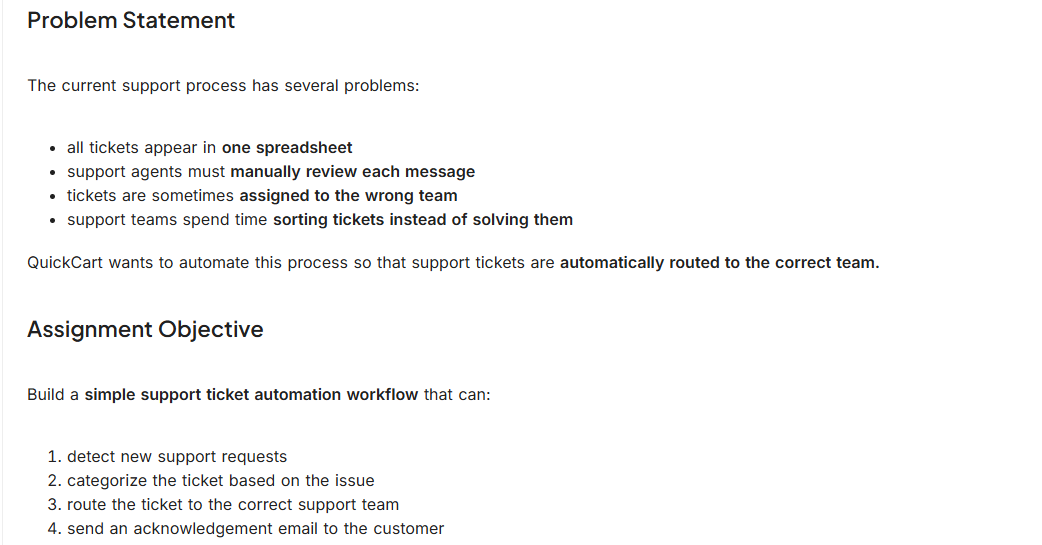 Problem Statement
The current support process has several problems:
• all tickets appear in one spreadsheet
• support agents must manually review each message
• tickets are sometimes assigned to the wrong team
• support teams spend time sorting tickets instead of solving them
QuickCart wants to automate this process so that support tickets are automatically routed to the correct team.
Assignment Objective
Build a simple support ticket automation workflow that can:
1. detect new support requests
2. categorize the ticket based on the issue
3. route the ticket to the correct support team
4. send an acknowledgement email to the customer